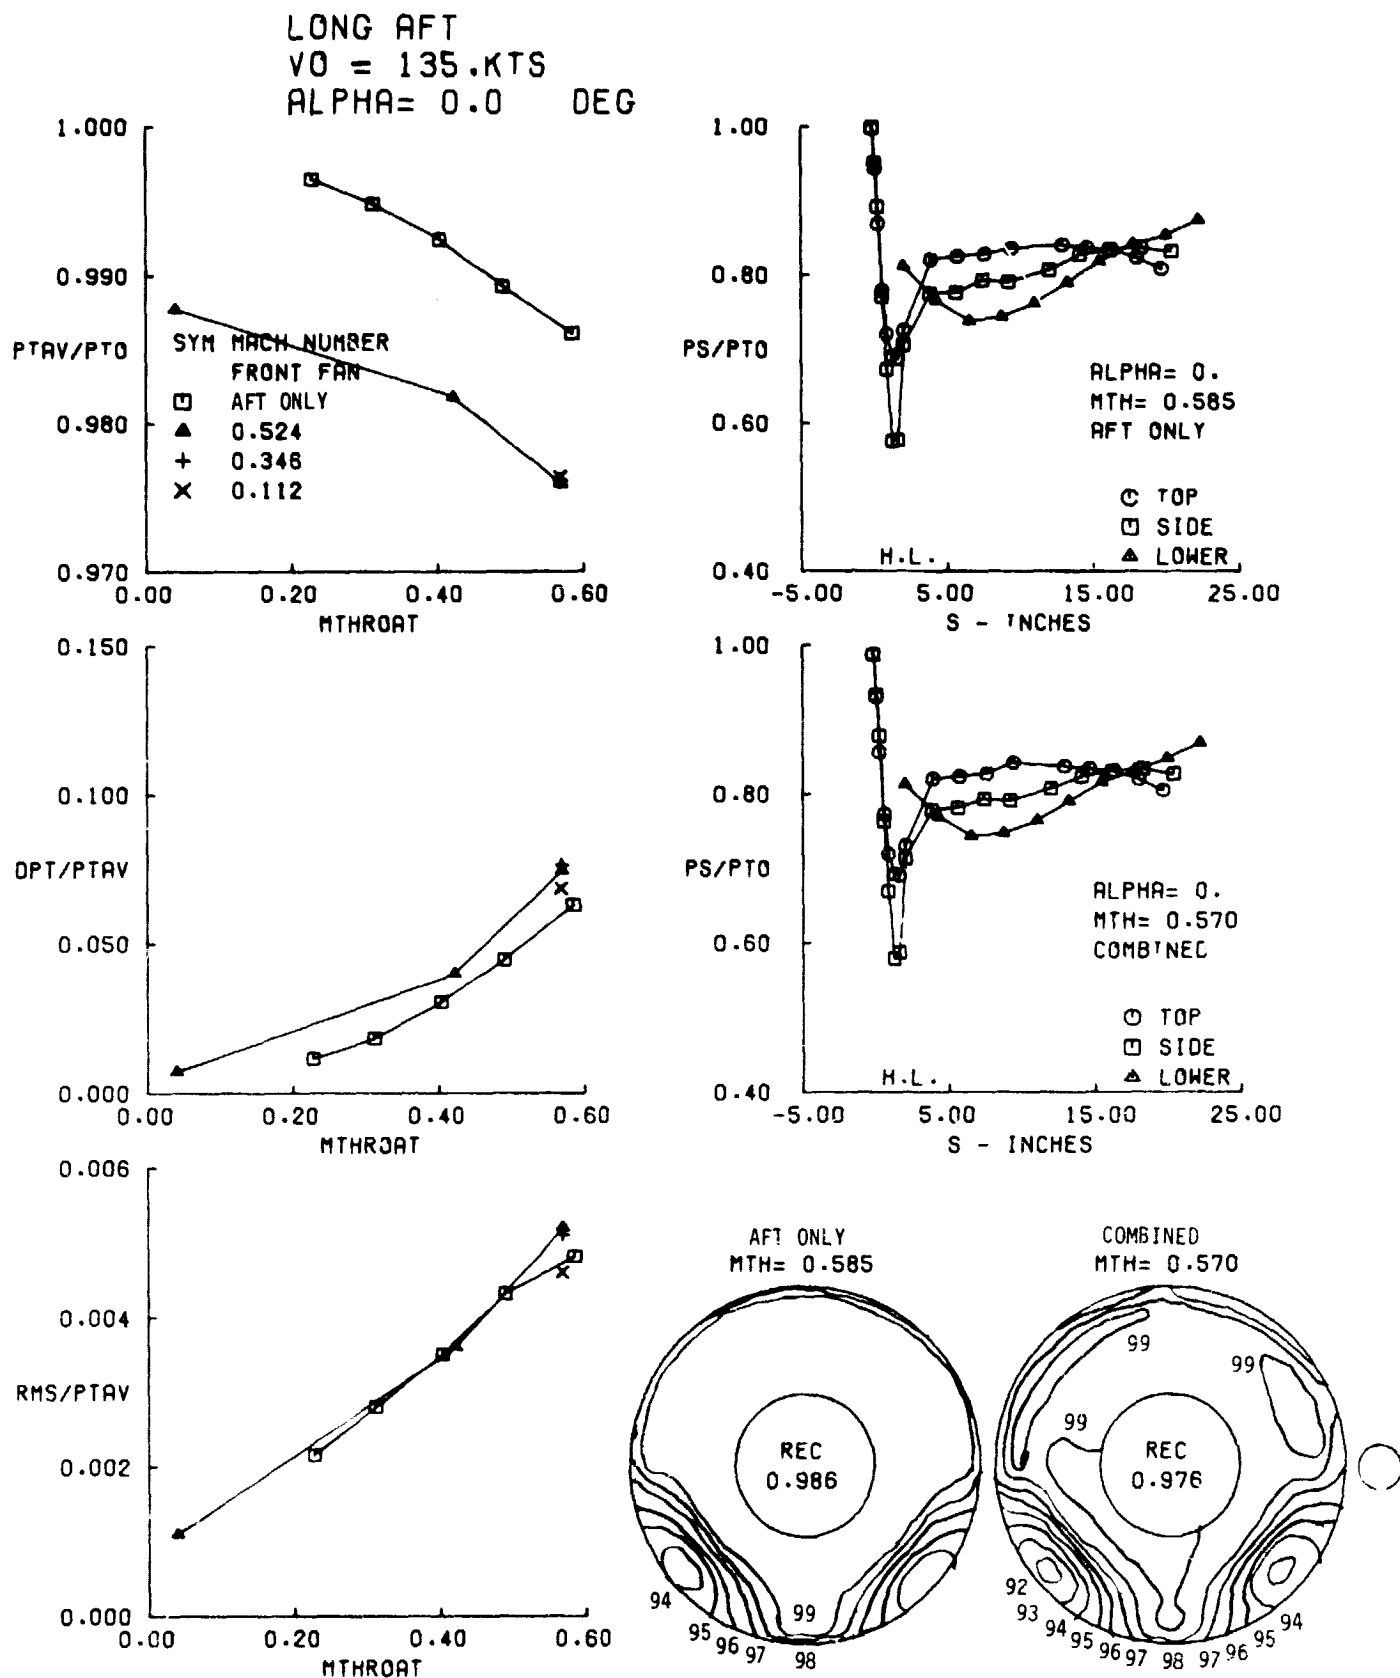 LONG AFT
VO = 135.KTS
ALPHA= 0.0 DEG
1.000
0.990
PTAV/PTO
0.980
0.970
0.00 0.20 0.40 0.60
MTHROAT
SYM MACH NUMBER
FRONT FAN
AFT ONLY
0.524
0.346
0.112
1.00
0.80
PS/PTO
0.60
0.40
-5.00 5.00 15.00 25.00
S - INCHES
ALPHA= 0.
MTH= 0.585
AFT ONLY
TOP
SIDE
LOWER
H.L.
0.150
0.100
DPT/PTAV
0.050
0.000
0.00 0.20 0.40 0.60
MTHROAT
1.00
0.80
PS/PTO
0.60
0.40
-5.00 5.00 15.00 25.00
S - INCHES
ALPHA= 0.
MTH= 0.570
COMBINED
TOP
SIDE
LOWER
H.L.
0.006
0.004
RMS/PTAV
0.002
0.000
0.00 0.20 0.40 0.60
MTHROAT
AFT ONLY
MTH= 0.585
REC
0.986
94
95
96
97
98
99
COMBINED
MTH= 0.570
99
99
99
REC
0.976
92
93
94
95
96
97
98
97
96
95
94